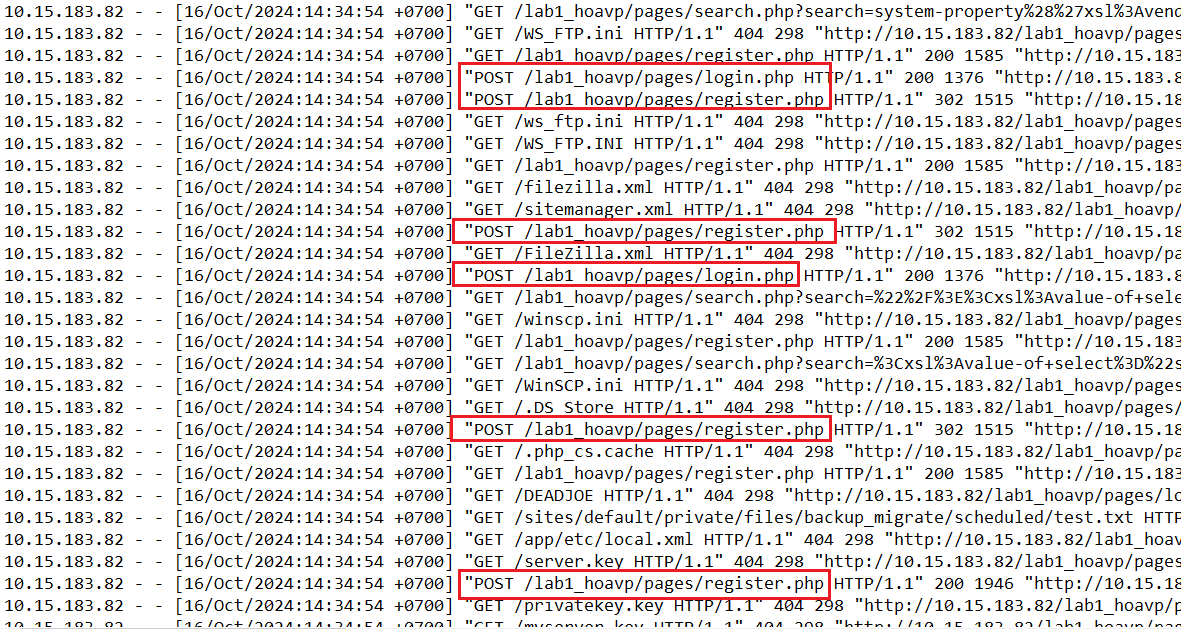 10.15.183.82 - - [16/Oct/2024:14:34:54 +0700] "GET /lab1_hoavp/pages/search.php?search=system-property%28%27xsl%3Avend
10.15.183.82 - - [16/Oct/2024:14:34:54 +0700] "GET /WS_FTP.ini HTTP/1.1" 404 298 "http://10.15.183.82/lab1_hoavp/pages
10.15.183.82 - - [16/Oct/2024:14:34:54 +0700] "GET /lab1_hoavp/pages/register.php HTTP/1.1" 200 1585 "http://10.15.183
10.15.183.82 - - [16/Oct/2024:14:34:54 +0700] "POST /lab1_hoavp/pages/login.php HTTP/1.1" 200 1376 "http://10.15.183.8
10.15.183.82 - - [16/Oct/2024:14:34:54 +0700] "POST /lab1_hoavp/pages/register.php HTTP/1.1" 302 1515 "http://10.15.18
10.15.183.82 - - [16/Oct/2024:14:34:54 +0700] "GET /ws_ftp.ini HTTP/1.1" 404 298 "http://10.15.183.82/lab1_hoavp/pages
10.15.183.82 - - [16/Oct/2024:14:34:54 +0700] "GET /WS_FTP.INI HTTP/1.1" 404 298 "http://10.15.183.82/lab1_hoavp/pages
10.15.183.82 - - [16/Oct/2024:14:34:54 +0700] "GET /lab1_hoavp/pages/register.php HTTP/1.1" 200 1585 "http://10.15.183
10.15.183.82 - - [16/Oct/2024:14:34:54 +0700] "GET /filezilla.xml HTTP/1.1" 404 298 "http://10.15.183.82/lab1_hoavp/pa
10.15.183.82 - - [16/Oct/2024:14:34:54 +0700] "GET /sitemanager.xml HTTP/1.1" 404 298 "http://10.15.183.82/lab1_hoavp/
10.15.183.82 - - [16/Oct/2024:14:34:54 +0700] "POST /lab1_hoavp/pages/register.php HTTP/1.1" 302 1515 "http://10.15.18
10.15.183.82 - - [16/Oct/2024:14:34:54 +0700] "GET /FileZilla.xml HTTP/1.1" 404 298 "http://10.15.183.82/lab1_hoavp/pa
10.15.183.82 - - [16/Oct/2024:14:34:54 +0700] "POST /lab1_hoavp/pages/login.php HTTP/1.1" 200 1376 "http://10.15.183.8
10.15.183.82 - - [16/Oct/2024:14:34:54 +0700] "GET /lab1_hoavp/pages/search.php?search=%22%2F%3E%3Cxsl%3Avalue-of+sele
10.15.183.82 - - [16/Oct/2024:14:34:54 +0700] "GET /winscp.ini HTTP/1.1" 404 298 "http://10.15.183.82/lab1_hoavp/pages
10.15.183.82 - - [16/Oct/2024:14:34:54 +0700] "GET /lab1_hoavp/pages/register.php HTTP/1.1" 200 1585 "http://10.15.183
10.15.183.82 - - [16/Oct/2024:14:34:54 +0700] "GET /lab1_hoavp/pages/search.php?search=%3Cxsl%3Avalue-of+select%3D%22s
10.15.183.82 - - [16/Oct/2024:14:34:54 +0700] "GET /WinSCP.ini HTTP/1.1" 404 298 "http://10.15.183.82/lab1_hoavp/pages
10.15.183.82 - - [16/Oct/2024:14:34:54 +0700] "GET /.DS_Store HTTP/1.1" 404 298 "http://10.15.183.82/lab1_hoavp/pages/
10.15.183.82 - - [16/Oct/2024:14:34:54 +0700] "POST /lab1_hoavp/pages/register.php HTTP/1.1" 302 1515 "http://10.15.18
10.15.183.82 - - [16/Oct/2024:14:34:54 +0700] "GET /.php_cs.cache HTTP/1.1" 404 298 "http://10.15.183.82/lab1_hoavp/pa
10.15.183.82 - - [16/Oct/2024:14:34:54 +0700] "GET /lab1_hoavp/pages/register.php HTTP/1.1" 200 1585 "http://10.15.183
10.15.183.82 - - [16/Oct/2024:14:34:54 +0700] "GET /DEADJOE HTTP/1.1" 404 298 "http://10.15.183.82/lab1_hoavp/pages/lo
10.15.183.82 - - [16/Oct/2024:14:34:54 +0700] "GET /sites/default/private/files/backup_migrate/scheduled/test.txt HTTP
10.15.183.82 - - [16/Oct/2024:14:34:54 +0700] "GET /app/etc/local.xml HTTP/1.1" 404 298 "http://10.15.183.82/lab1_hoav
10.15.183.82 - - [16/Oct/2024:14:34:54 +0700] "GET /server.key HTTP/1.1" 404 298 "http://10.15.183.82/lab1_hoavp/pages
10.15.183.82 - - [16/Oct/2024:14:34:54 +0700] "POST /lab1_hoavp/pages/register.php HTTP/1.1" 200 1946 "http://10.15.18
10.15.183.82 - - [16/Oct/2024:14:34:54 +0700] "GET /privatekey.key HTTP/1.1" 404 298 "http://10.15.183.82/lab1_hoavp/p
10.15.183.82 - - [16/Oct/2024:14:34:54 +0700] "GET /myserver.key HTTP/1.1" 404 298 "http://10.15.183.82/lab1_hoavp/pag